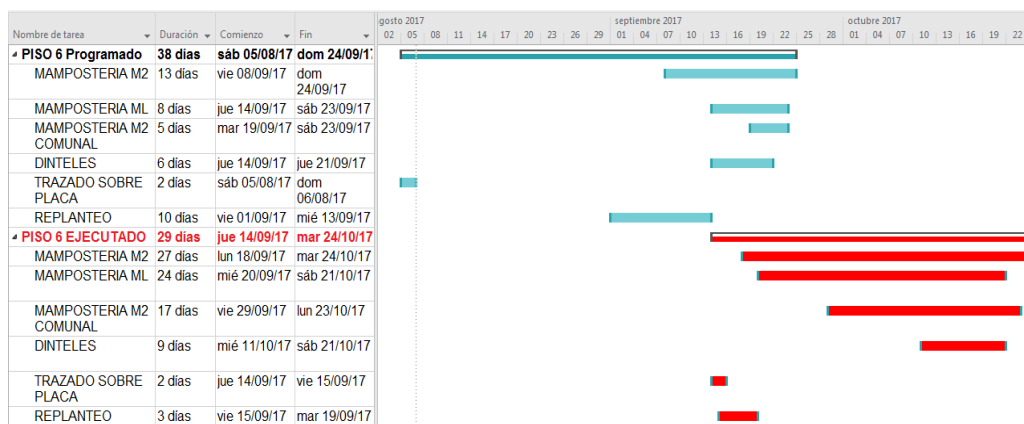 gosto 2017 septiembre 2017 octubre 2017
Nombre de tarea Duración Comienzo Fin 02 05 08 11 14 17 20 23 26 29 01 04 07 10 13 16 19 22 25 28 01 04 07 10 13 16 19 22
PISO 6 Programado 38 días sáb 05/08/17 dom 24/09/1
MAMPOSTERIA M2 13 días vie 08/09/17 dom
24/09/17
MAMPOSTERIA ML 8 días jue 14/09/17 sáb 23/09/17
MAMPOSTERIA M2 5 días mar 19/09/17 sáb 23/09/17
COMUNAL
DINTELES 6 días jue 14/09/17 jue 21/09/17
TRAZADO SOBRE 2 días sáb 05/08/17 dom
PLACA 06/08/17
REPLANTEO 10 días vie 01/09/17 mié 13/09/17
PISO 6 EJECUTADO 29 días jue 14/09/17 mar 24/10/17
MAMPOSTERIA M2 27 días lun 18/09/17 mar 24/10/17
MAMPOSTERIA ML 24 días mié 20/09/17 sáb 21/10/17
MAMPOSTERIA M2 17 días vie 29/09/17 lun 23/10/17
COMUNAL
DINTELES 9 días mié 11/10/17 sáb 21/10/17
TRAZADO SOBRE 2 días jue 14/09/17 vie 15/09/17
PLACA
REPLANTEO 3 días vie 15/09/17 mar 19/09/17